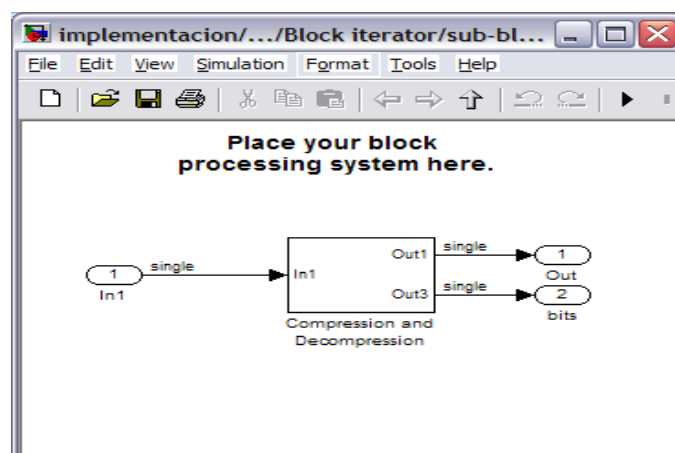 implementacion/.../Block iterator/sub-bl...
File Edit View Simulation Format Tools Help
Place your block
processing system here.
1
single
In1
In1
Out1
Out3
Compression and
Decompression
single
1
Out
single
2
bits